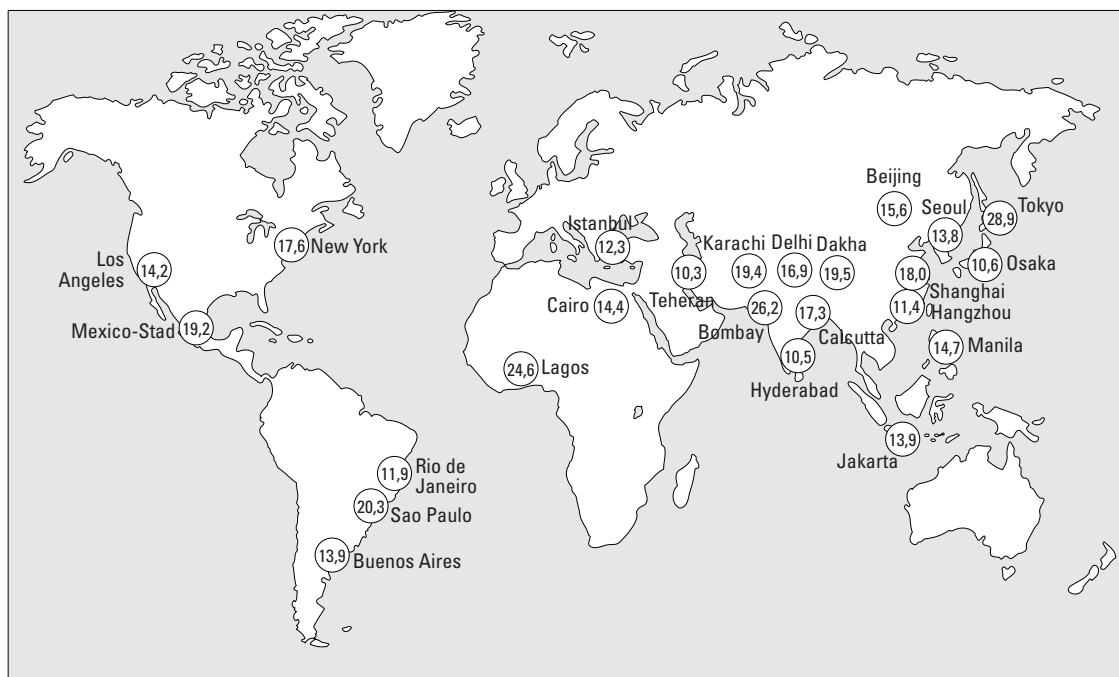 Los
Angeles
14,2
17,6
New York
Mexico-Stad
19,2
11,9
Rio de
Janeiro
20,3
Sao Paulo
13,9
Buenos Aires
Istanbul
12,3
Cairo
14,4
24,6
Lagos
10,3
Teheran
Karachi
19,4
Delhi
16,9
Dakha
19,5
26,2
Bombay
17,3
Calcutta
10,5
Hyderabad
Beijing
15,6
Seoul
13,8
Tokyo
28,9
10,6
Osaka
18,0
Shanghai
11,4
Hangzhou
14,7
Manila
13,9
Jakarta